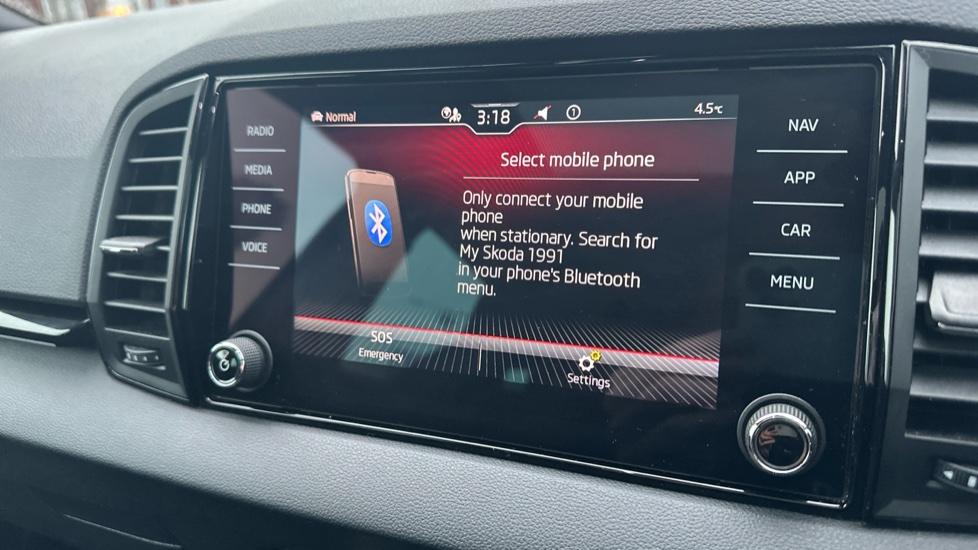 Normal
3:18
4.5°C
RADIO
MEDIA
PHONE
VOICE
Select mobile phone
Only connect your mobile
phone
when stationary. Search for
My Skoda 1991
in your phone's Bluetooth
menu.
SOS
Emergency
Settings
NAV
APP
CAR
MENU